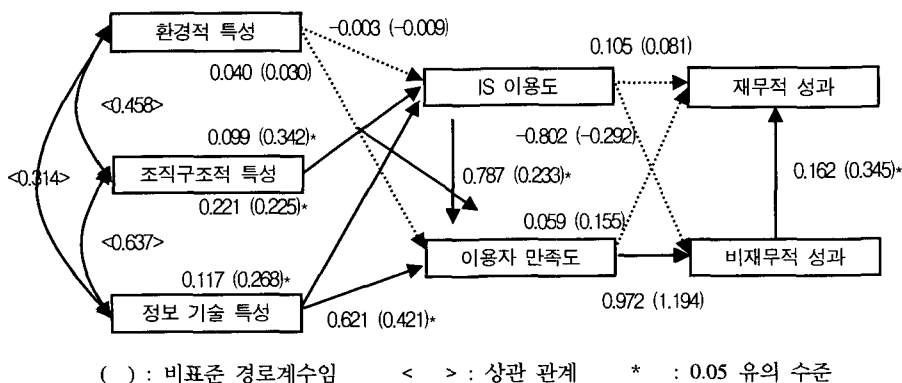 환경적 특성
-0.003 (-0.009)
0.105 (0.081)
0.040 (0.030)
IS 이용도
재무적 성과
<0.458>
0.099 (0.342)*
-0.802 (-0.292)
<0.314>
조직구조적 특성
0.787 (0.233)*
0.162 (0.345)*
0.221 (0.225)*
0.059 (0.155)
<0.637>
이용자 만족도
비재무적 성과
0.117 (0.268)*
0.972 (1.194)
정보 기술 특성
0.621 (0.421)*
( ) : 비표준 경로계수임 < > : 상관 관계 * : 0.05 유의 수준